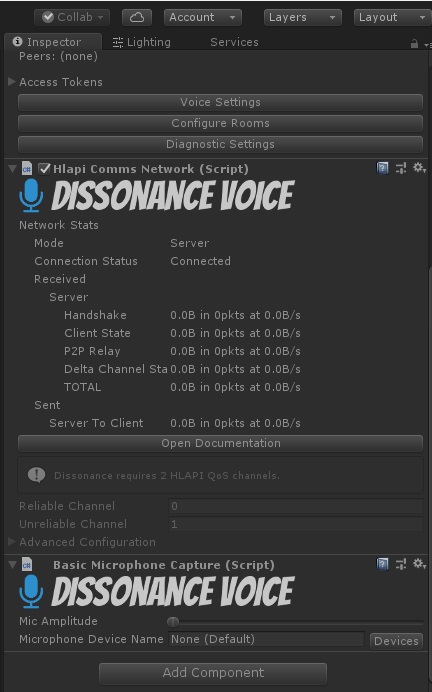 Collab
Account
Layers
Layout
Inspector
Lighting
Services
Peers: (none)
Access Tokens
Voice Settings
Configure Rooms
Diagnostic Settings
Hlapi Comms Network (Script)
DISSONANCE VOICE
Network Stats
Mode Server
Connection Status Connected
Received
Server
Handshake 0.0B in 0pkts at 0.0B/s
Client State 0.0B in 0pkts at 0.0B/s
P2P Relay 0.0B in 0pkts at 0.0B/s
Delta Channel Sta 0.0B in 0pkts at 0.0B/s
TOTAL 0.0B in 0pkts at 0.0B/s
Sent
Server To Client 0.0B in 0pkts at 0.0B/s
Open Documentation
Dissonance requires 2 HLAPI QoS channels.
Reliable Channel 0
Unreliable Channel 1
Advanced Configuration
Basic Microphone Capture (Script)
DISSONANCE VOICE
Mic Amplitude
Microphone Device Name None (Default) Devices
Add Component